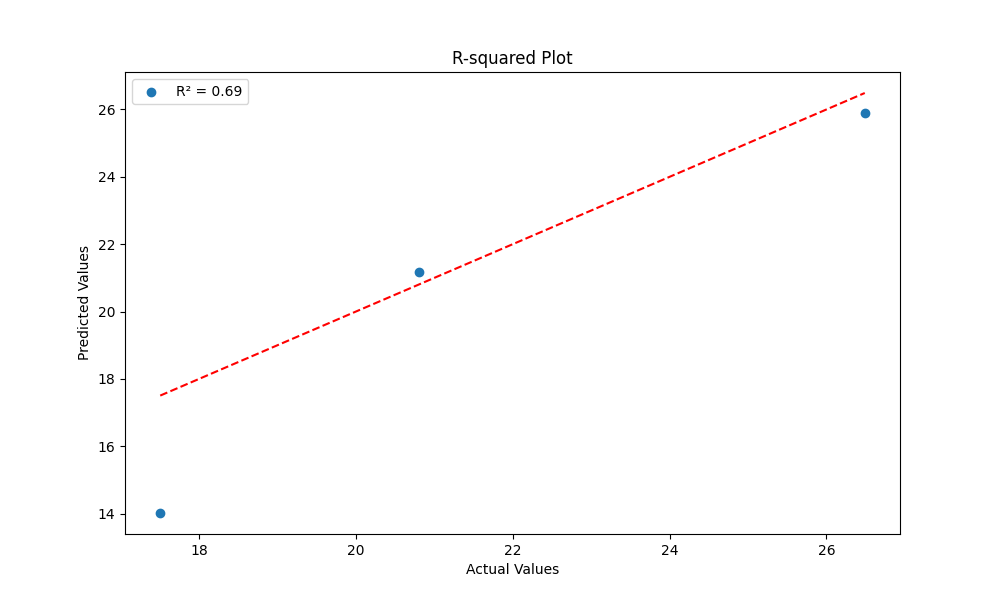 R-squared Plot
R² = 0.69
26
24
22
20
18
16
14
Predicted Values
18 20 22 24 26
Actual Values